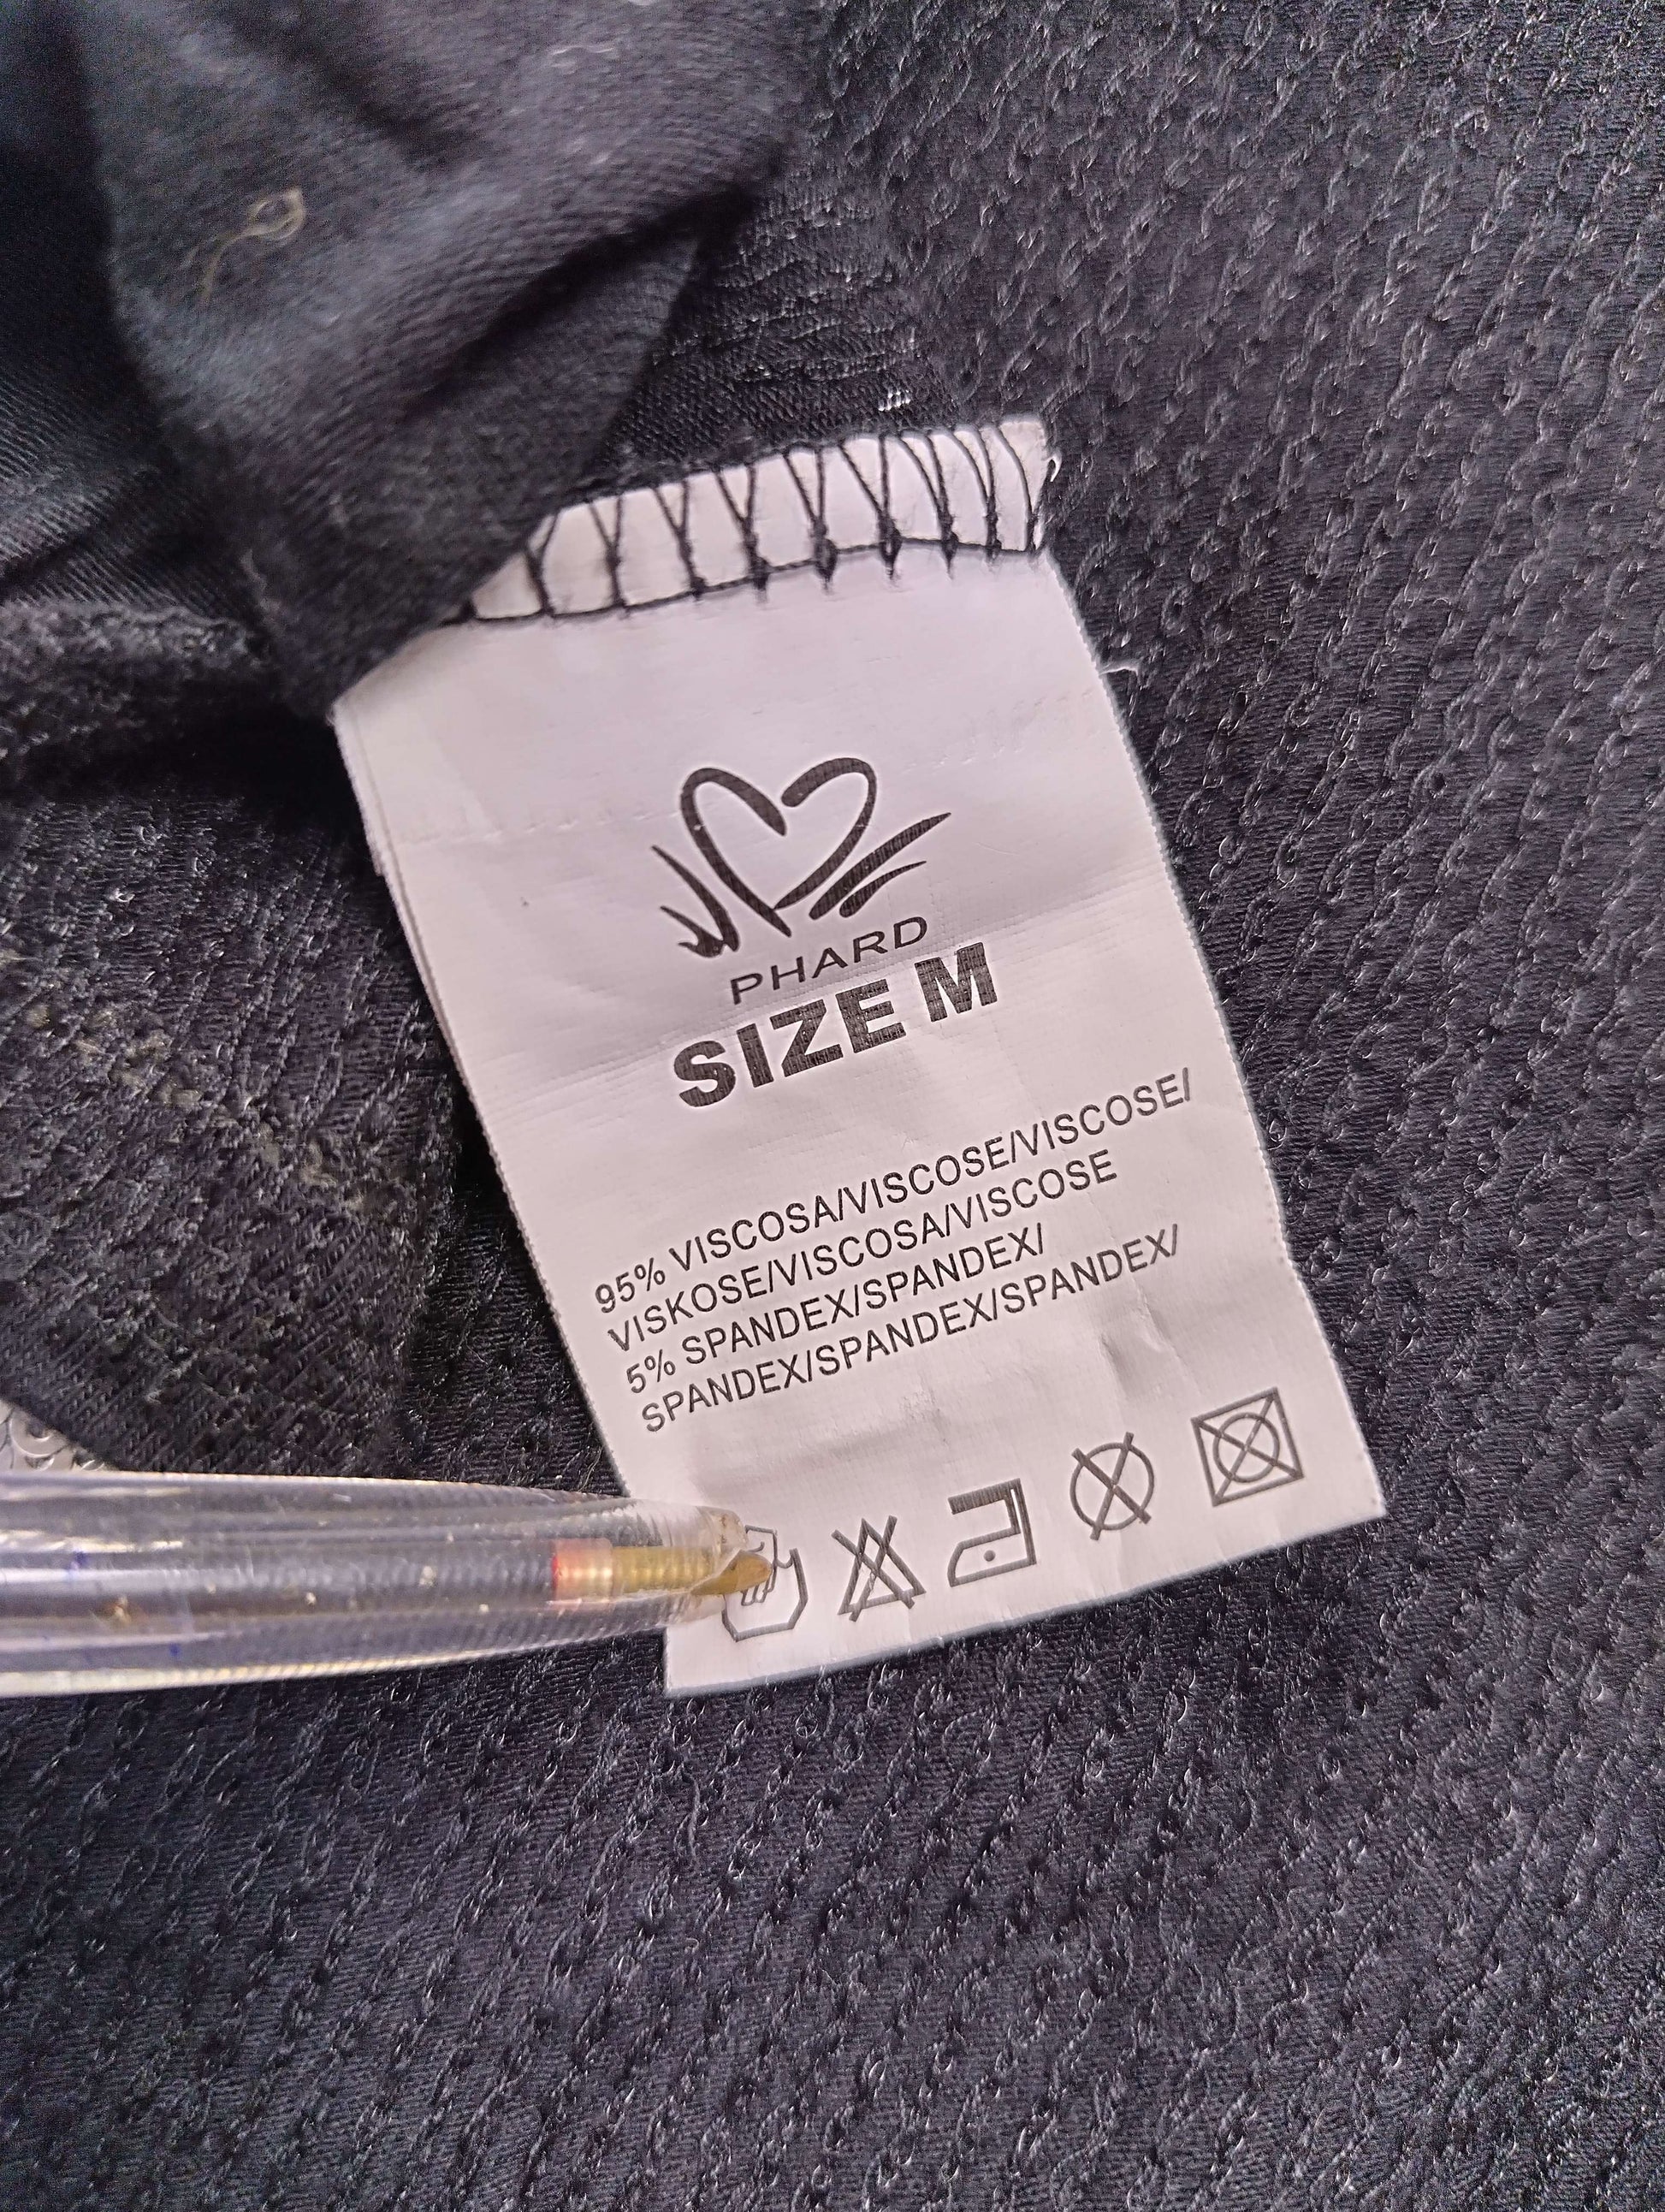 PHARD
SIZE M
95% VISCOSA/VISCOSE/VISCOSE/
VISKOSE/VISCOSA/VISCOSE
5% SPANDEX/SPANDEX/
SPANDEX/SPANDEX/SPANDEX/